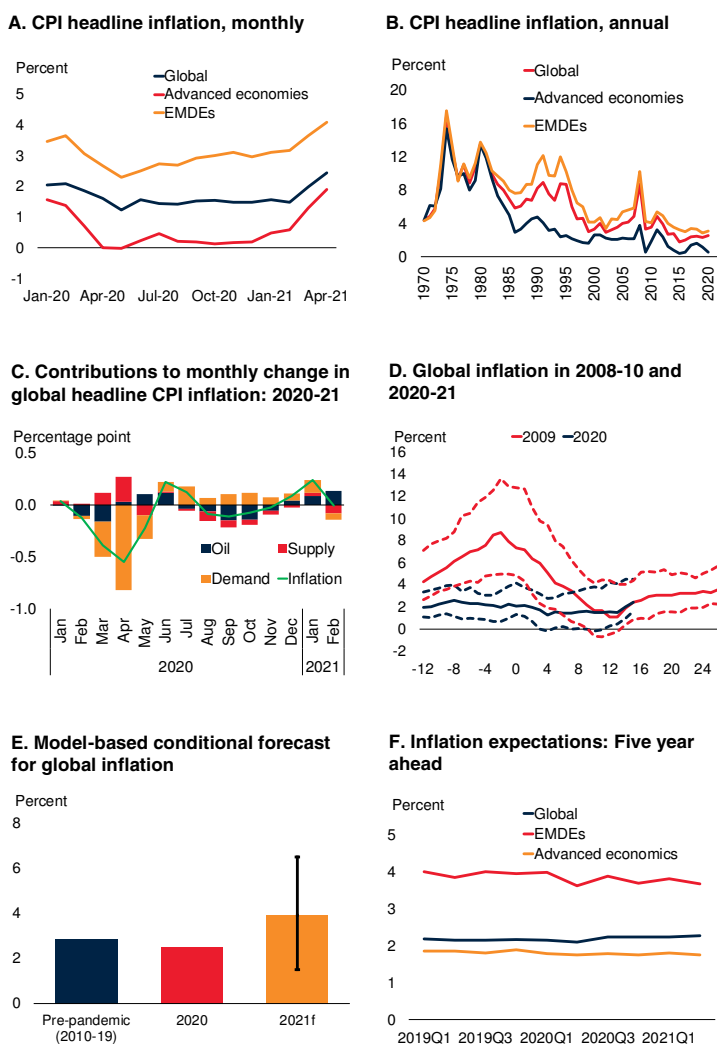 A. CPI headline inflation, monthly
Percent
Global
Advanced economies
EMDEs
5
4
3
2
1
0
-1
Jan-20 Apr-20 Jul-20 Oct-20 Jan-21 Apr-21
B. CPI headline inflation, annual
Percent
Global
Advanced economies
EMDEs
20
16
12
8
4
0
1970 1975 1980 1985 1990 1995 2000 2005 2010 2015 2020
C. Contributions to monthly change in
global headline CPI inflation: 2020-21
Percentage point
0.5
0.0
-0.5
-1.0
Oil Supply
Demand Inflation
Jan Feb Mar Apr May Jun Jul Aug Sep Oct Nov Dec Jan Feb
2020 2021
D. Global inflation in 2008-10 and
2020-21
Percent
2009 2020
16
14
12
10
8
6
4
2
0
-2
-12 -8 -4 0 4 8 12 16 20 24
E. Model-based conditional forecast
for global inflation
Percent
8
6
4
2
0
Pre-pandemic 2020 2021f
(2010-19)
F. Inflation expectations: Five year
ahead
Percent
Global
EMDEs
Advanced economics
5
4
3
2
1
0
2019Q1 2019Q3 2020Q1 2020Q3 2021Q1